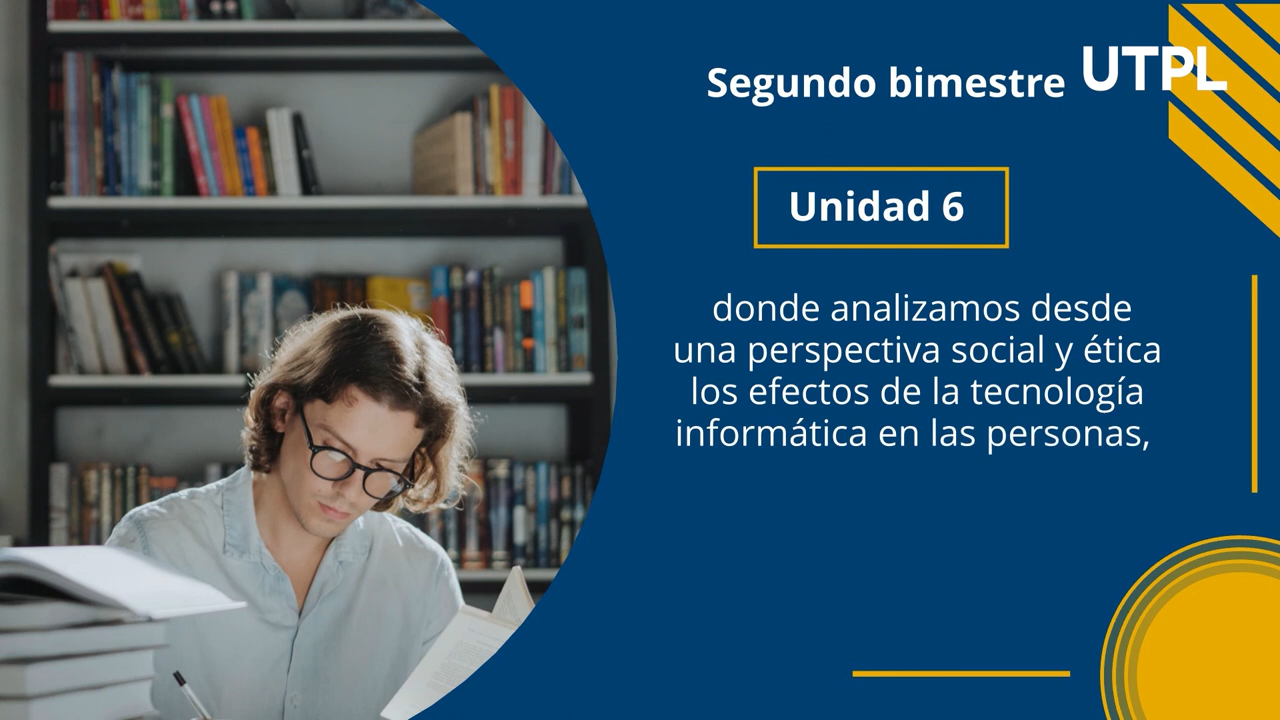 Segundo bimestre
UTPL
Unidad 6
donde analizamos desde
una perspectiva social y ética
los efectos de la tecnología
informática en las personas,